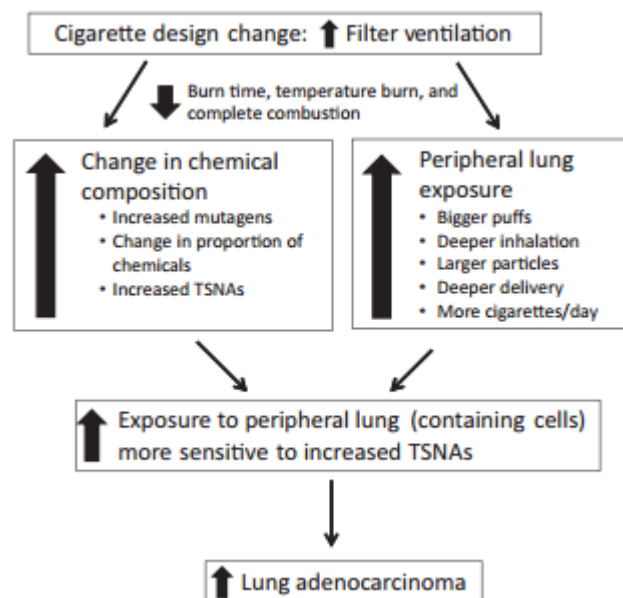 Cigarette design change: Filter ventilation
Burn time, temperature burn, and
complete combustion
Change in chemical
composition
• Increased mutagens
• Change in proportion of
chemicals
• Increased TSNAs
Peripheral lung
exposure
• Bigger puffs
• Deeper inhalation
• Larger particles
• Deeper delivery
• More cigarettes/day
Exposure to peripheral lung (containing cells)
more sensitive to increased TSNAs
Lung adenocarcinoma